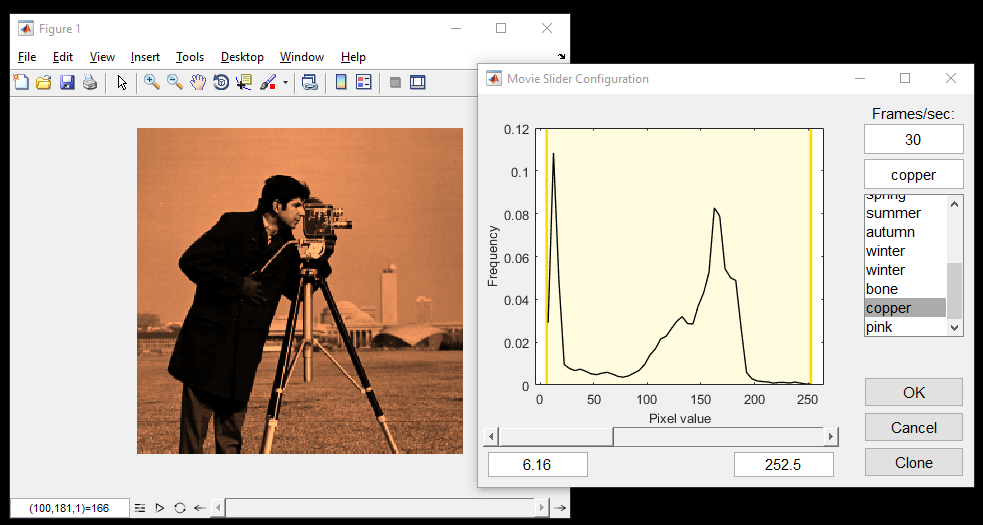 Figure 1
File Edit View Insert Tools Desktop Window Help
(100,181,1)=166
Movie Slider Configuration
Frequency
0.12
0.1
0.08
0.06
0.04
0.02
0
0 50 100 150 200 250
Pixel value
6.16 252.5
Frames/sec:
30
copper
spring
summer
autumn
winter
winter
bone
copper
pink
OK
Cancel
Clone